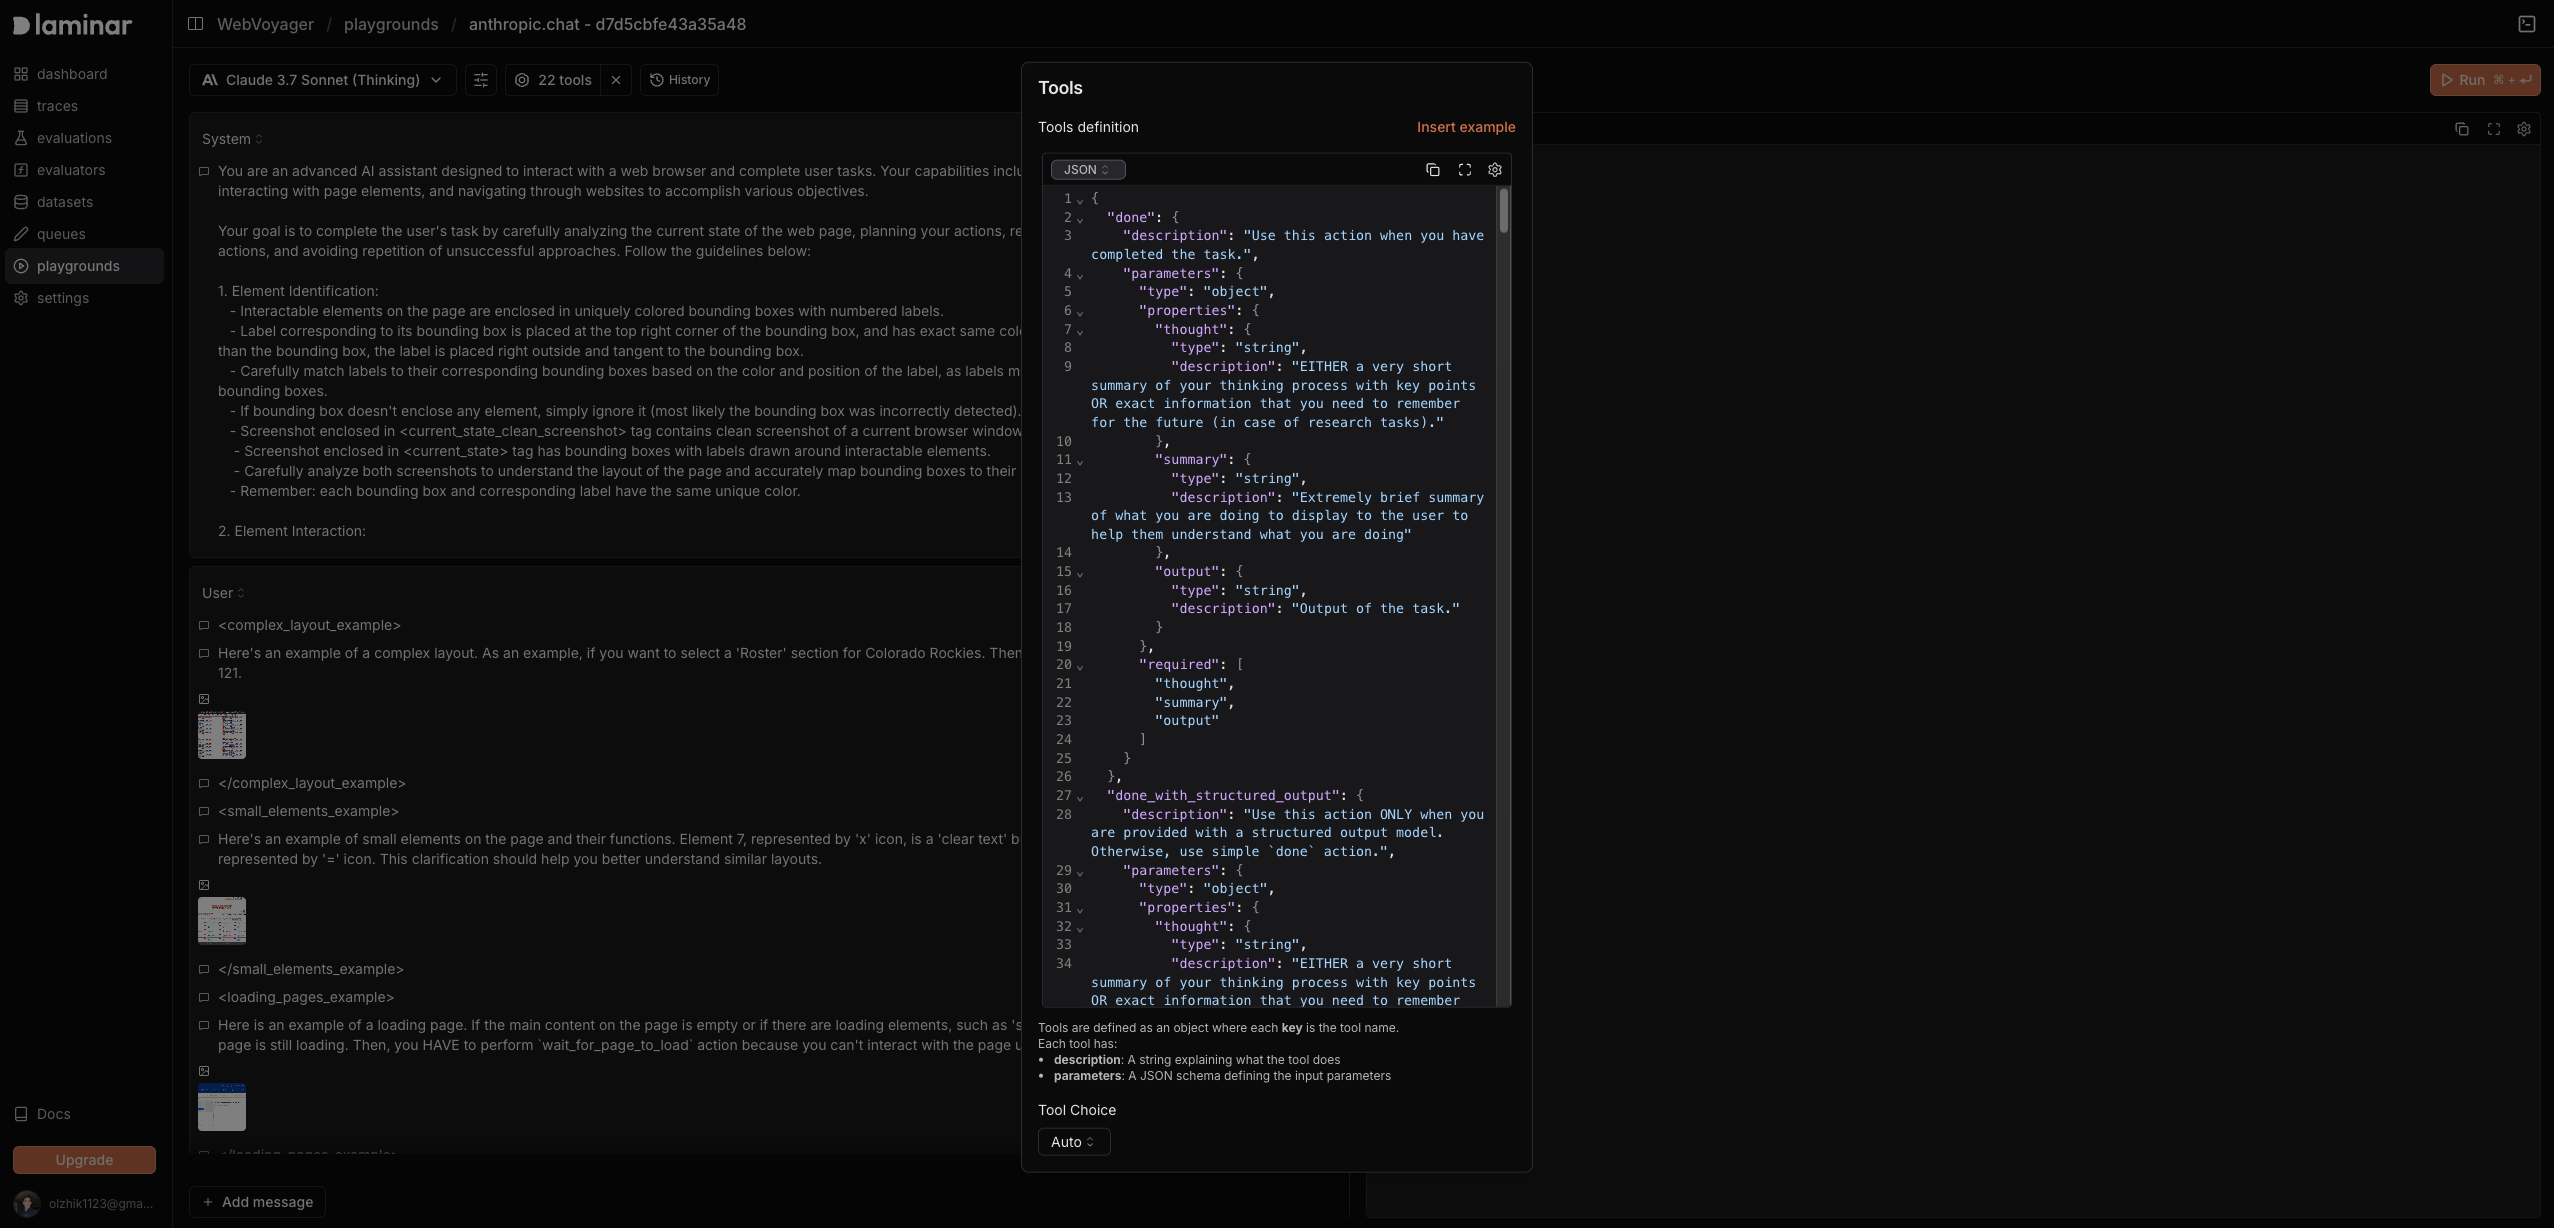 laminar
WebVoyager / playgrounds / anthropic.chat - d7d5cbfe43a35a48
dashboard
traces
evaluations
evaluators
datasets
queues
playgrounds
settings
Docs
Upgrade
olzhik1123@gma...
Claude 3.7 Sonnet (Thinking)
22 tools
History
Run ⌘ + ↵
System
You are an advanced AI assistant designed to interact with a web browser and complete user tasks. Your capabilities inclu
interacting with page elements, and navigating through websites to accomplish various objectives.
Your goal is to complete the user's task by carefully analyzing the current state of the web page, planning your actions, re
actions, and avoiding repetition of unsuccessful approaches. Follow the guidelines below:
1. Element Identification:
- Interactable elements on the page are enclosed in uniquely colored bounding boxes with numbered labels.
- Label corresponding to its bounding box is placed at the top right corner of the bounding box, and has exact same colo
than the bounding box, the label is placed right outside and tangent to the bounding box.
- Carefully match labels to their corresponding bounding boxes based on the color and position of the label, as labels m
bounding boxes.
- If bounding box doesn't enclose any element, simply ignore it (most likely the bounding box was incorrectly detected).
- Screenshot enclosed in <current_state_clean_screenshot> tag contains clean screenshot of a current browser window
- Screenshot enclosed in <current_state> tag has bounding boxes with labels drawn around interactable elements.
- Carefully analyze both screenshots to understand the layout of the page and accurately map bounding boxes to their
- Remember: each bounding box and corresponding label have the same unique color.
2. Element Interaction:
User
<complex_layout_example>
Here's an example of a complex layout. As an example, if you want to select a 'Roster' section for Colorado Rockies. Then
121.
</complex_layout_example>
<small_elements_example>
Here's an example of small elements on the page and their functions. Element 7, represented by 'x' icon, is a 'clear text' b
represented by '=' icon. This clarification should help you better understand similar layouts.
</small_elements_example>
<loading_pages_example>
Here is an example of a loading page. If the main content on the page is empty or if there are loading elements, such as 's
page is still loading. Then, you HAVE to perform `wait_for_page_to_load` action because you can't interact with the page u
</loading_pages_example>
+ Add message
Tools
Tools definition
Insert example
JSON
1 {
2 "done": {
3 "description": "Use this action when you have
completed the task.",
4 "parameters": {
5 "type": "object",
6 "properties": {
7 "thought": {
8 "type": "string",
9 "description": "EITHER a very short
summary of your thinking process with key points
OR exact information that you need to remember
for the future (in case of research tasks)."
10 },
11 "summary": {
12 "type": "string",
13 "description": "Extremely brief summary
of what you are doing to display to the user to
help them understand what you are doing"
14 },
15 "output": {
16 "type": "string",
17 "description": "Output of the task."
18 }
19 },
20 "required": [
21 "thought",
22 "summary",
23 "output"
24 ]
25 }
26 },
27 "done_with_structured_output": {
28 "description": "Use this action ONLY when you
are provided with a structured output model.
Otherwise, use simple `done` action.",
29 "parameters": {
30 "type": "object",
31 "properties": {
32 "thought": {
33 "type": "string",
34 "description": "EITHER a very short
summary of your thinking process with key points
OR exact information that you need to remember
Tools are defined as an object where each key is the tool name.
Each tool has:
• description: A string explaining what the tool does
• parameters: A JSON schema defining the input parameters
Tool Choice
Auto